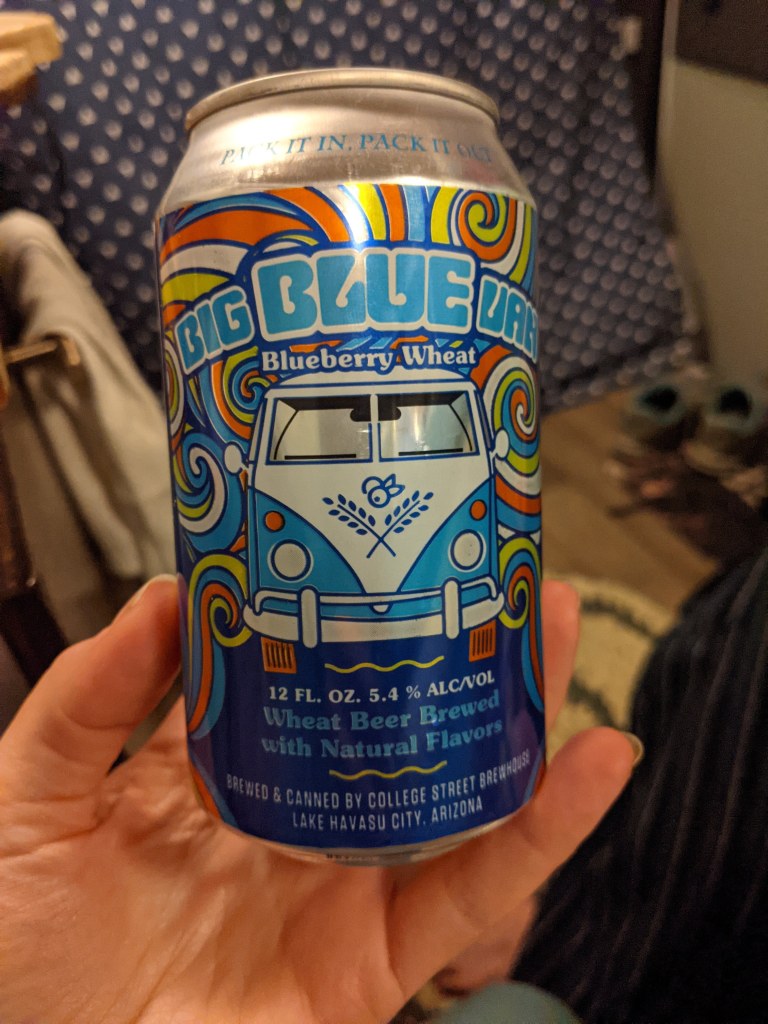 PACK IT IN, PACK IT OUT
BIG BLUE VAN
Blueberry Wheat
12 FL. OZ. 5.4 % ALC/VOL
Wheat Beer Brewed
with Natural Flavors
BREWED & CANNED BY COLLEGE STREET BREWHOUSE
LAKE HAVASU CITY, ARIZONA